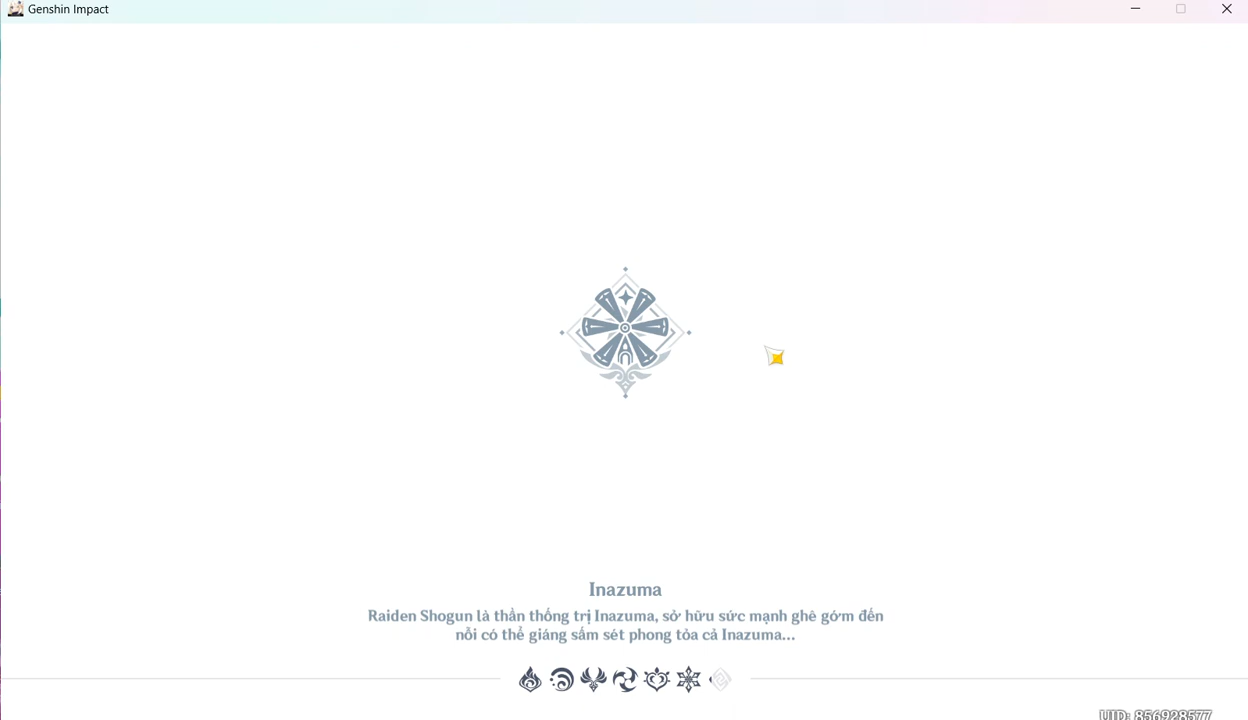 Genshin Impact
Inazuma
Raiden Shogun là thần thống trị Inazuma, sở hữu sức mạnh ghê gớm đến
nỗi có thể giáng sấm sét phong tỏa cả Inazuma...
UID: 856928577